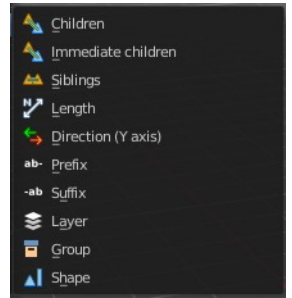 Children
Immediate children
Siblings
N Length
Direction (Y axis)
ab- Prefix
-ab Suffix
Layer
Group
Shape